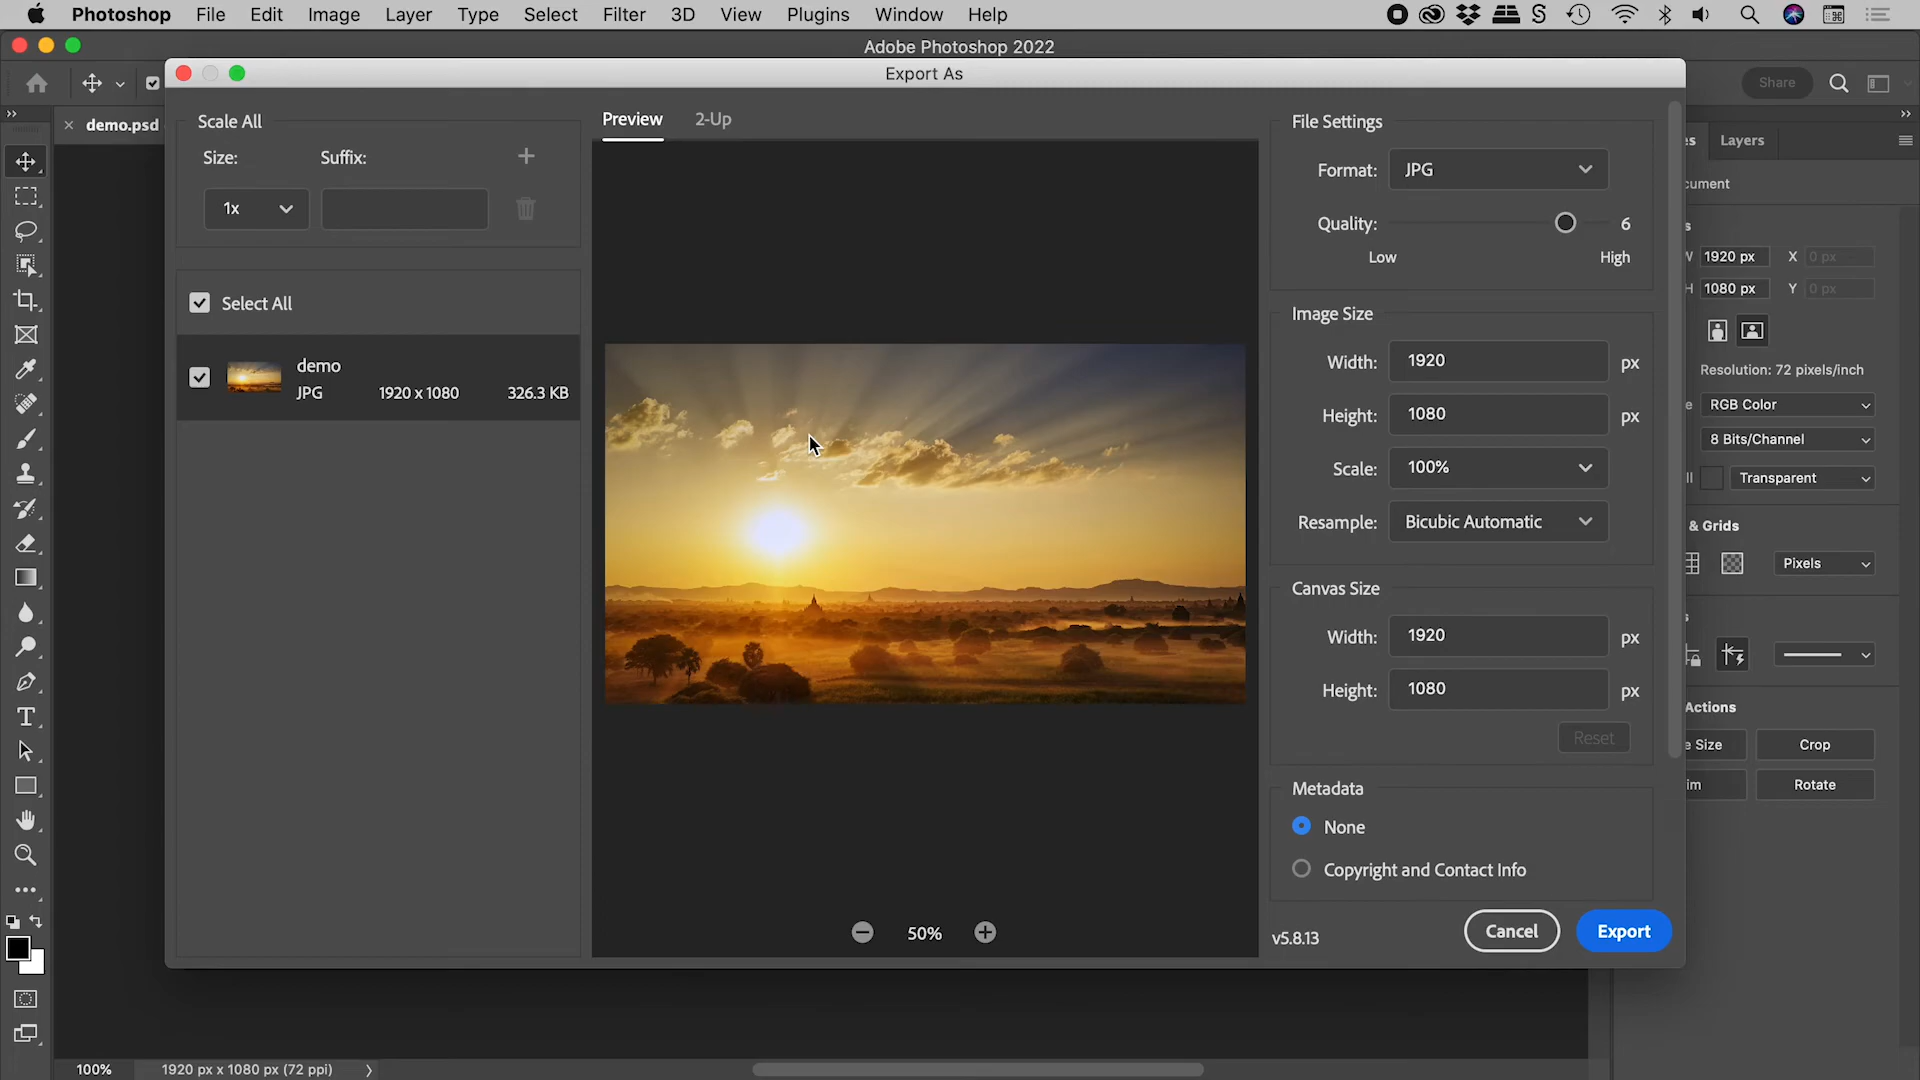 Photoshop File Edit Image Layer Type Select Filter 3D View Plugins Window Help
Adobe Photoshop 2022
Export As
Share
demo.psd
Scale All
Size: Suffix:
1x
Select All
demo
JPG 1920 x 1080 326.3 KB
Preview 2-Up
50%
File Settings
Format: JPG
Quality: 6
Low High
Image Size
Width: 1920 px
Height: 1080 px
Scale: 100%
Resample: Bicubic Automatic
Canvas Size
Width: 1920 px
Height: 1080 px
Reset
Metadata
None
Copyright and Contact Info
v5.8.13 Cancel Export
es Layers
cument
s
W 1920 px X 0 px
H 1080 px Y 0 px
Resolution: 72 pixels/inch
e RGB Color
8 Bits/Channel
ll Transparent
& Grids
Pixels
s
Actions
e Size Crop
im Rotate
100% 1920 px x 1080 px (72 ppi)